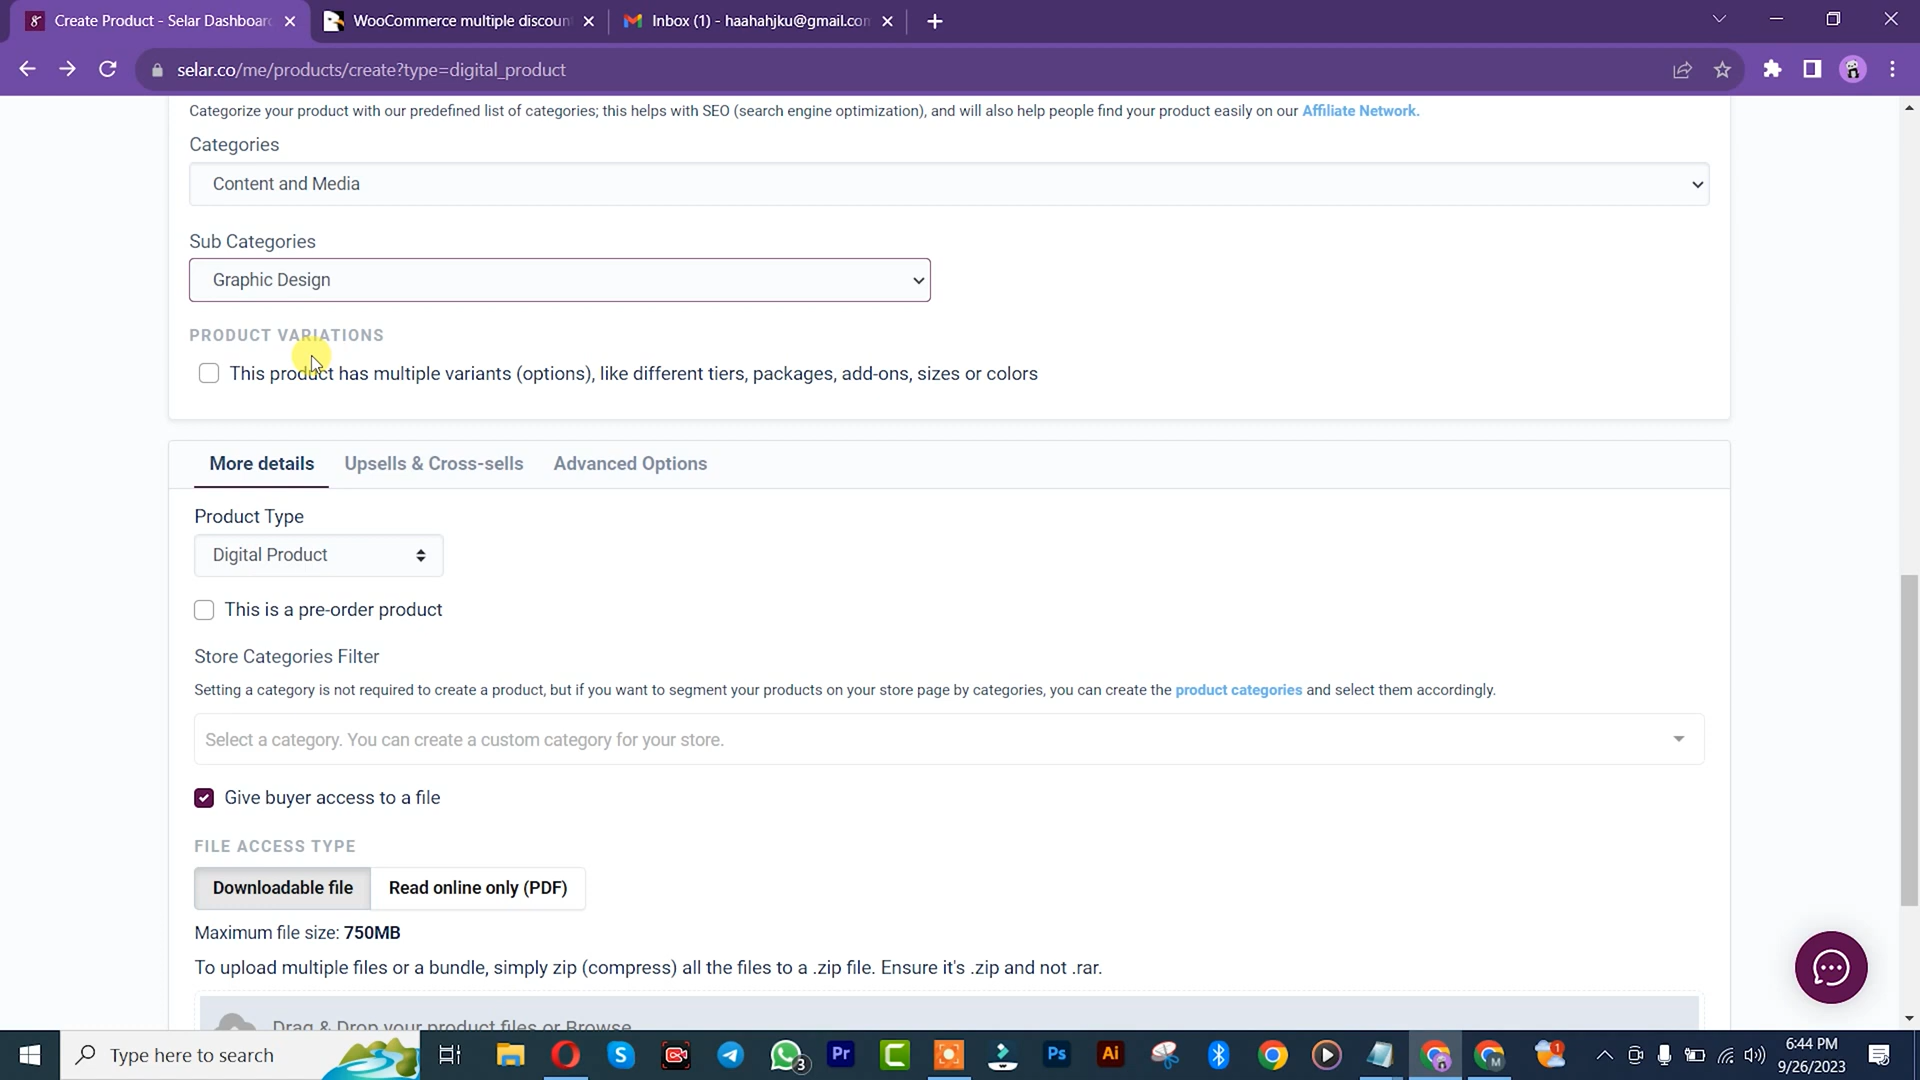 Create Product - Selar Dashboard
WooCommerce multiple discoun
Inbox (1) - haahahjku@gmail.com
selar.co/me/products/create?type=digital_product
Categorize your product with our predefined list of categories; this helps with SEO (search engine optimization), and will also help people find your product easily on our Affiliate Network.
Categories
Content and Media
Sub Categories
Graphic Design
PRODUCT VARIATIONS
This product has multiple variants (options), like different tiers, packages, add-ons, sizes or colors
More details Upsells & Cross-sells Advanced Options
Product Type
Digital Product
This is a pre-order product
Store Categories Filter
Setting a category is not required to create a product, but if you want to segment your products on your store page by categories, you can create the product categories and select them accordingly.
Select a category. You can create a custom category for your store.
Give buyer access to a file
FILE ACCESS TYPE
Downloadable file Read online only (PDF)
Maximum file size: 750MB
To upload multiple files or a bundle, simply zip (compress) all the files to a .zip file. Ensure it's .zip and not .rar.
Drag & Drop your product files or Browse
Type here to search
S
3
Pr
Ps
Ai
M
1
6:44 PM
9/26/2023